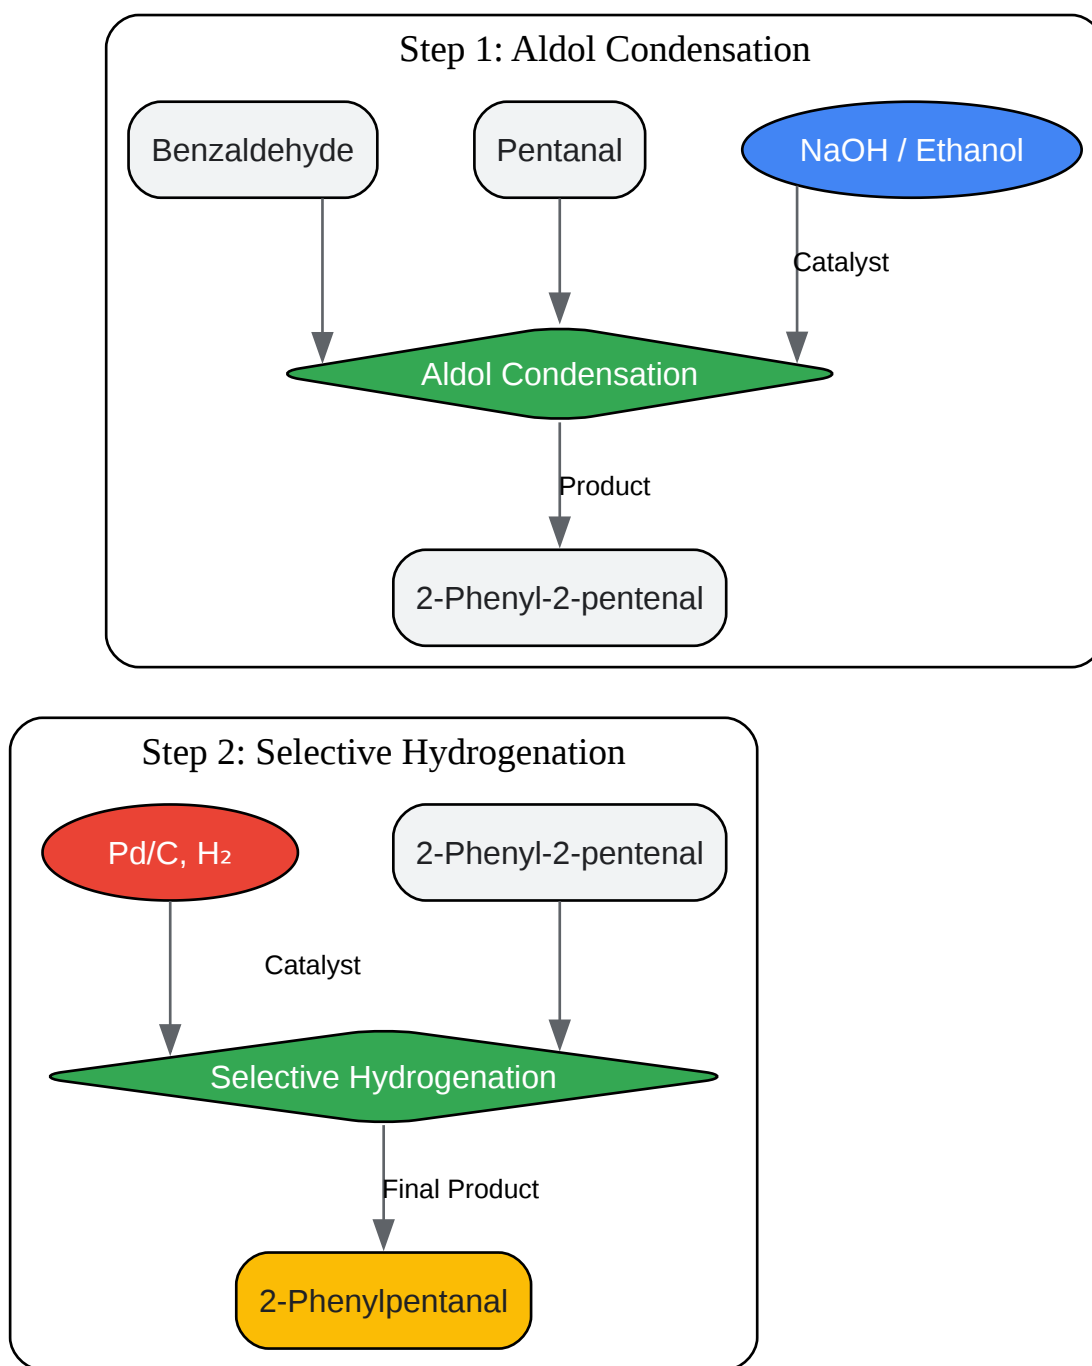 Step 1: Aldol Condensation
Benzaldehyde
Pentanal
NaOH / Ethanol
Catalyst
Aldol Condensation
Product
2-Phenyl-2-pentenal
Step 2: Selective Hydrogenation
Pd/C, H₂
2-Phenyl-2-pentenal
Catalyst
Selective Hydrogenation
Final Product
2-Phenylpentanal